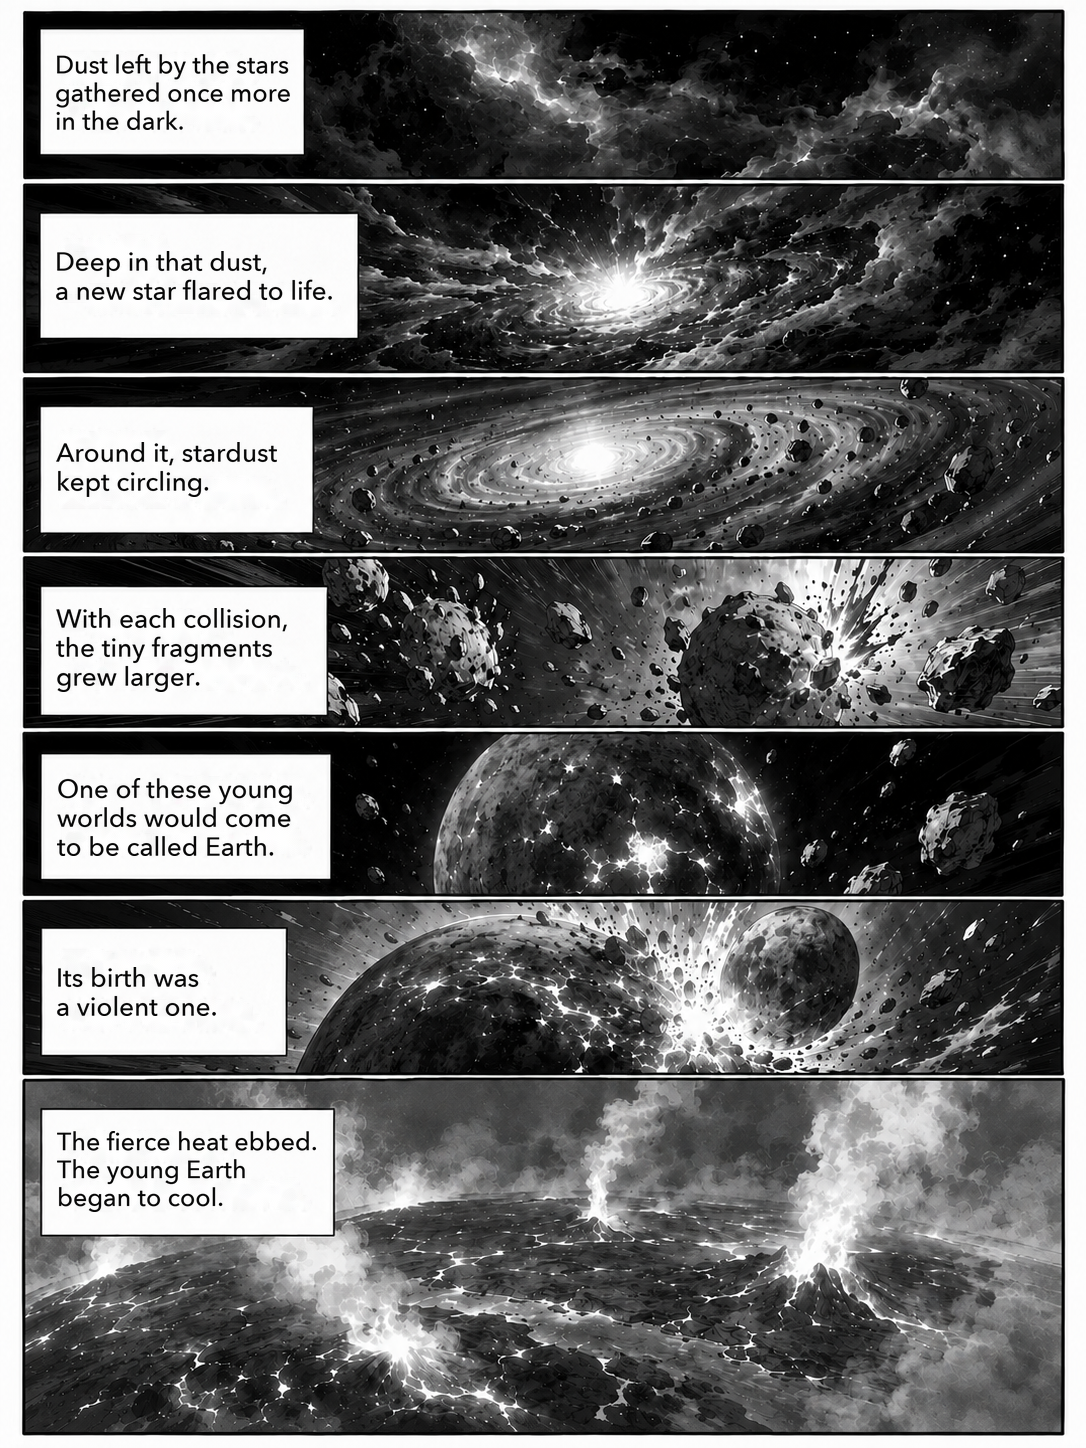 Dust left by the stars
gathered once more
in the dark.
Deep in that dust,
a new star flared to life.
Around it, stardust
kept circling.
With each collision,
the tiny fragments
grew larger.
One of these young
worlds would come
to be called Earth.
Its birth was
a violent one.
The fierce heat ebbed.
The young Earth
began to cool.